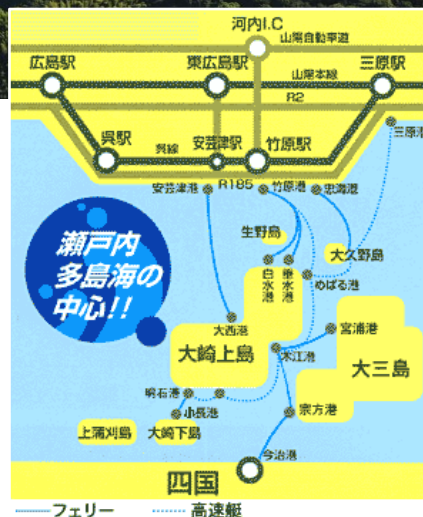 河内I.C
山陽自動車道
広島駅
東広島駅
三原駅
山陽本線
R2
呉駅
呉線
安芸津駅
竹原駅
三原港
安芸津港
R185
竹原港
忠海港
生野島
大久野島
瀬戸内
多島海の
中心!!
白水港
垂水港
めばる港
大西港
宮浦港
大崎上島
木江港
大三島
明石港
小長港
宗方港
上蒲刈島
大崎下島
今治港
四国
フェリー
高速艇